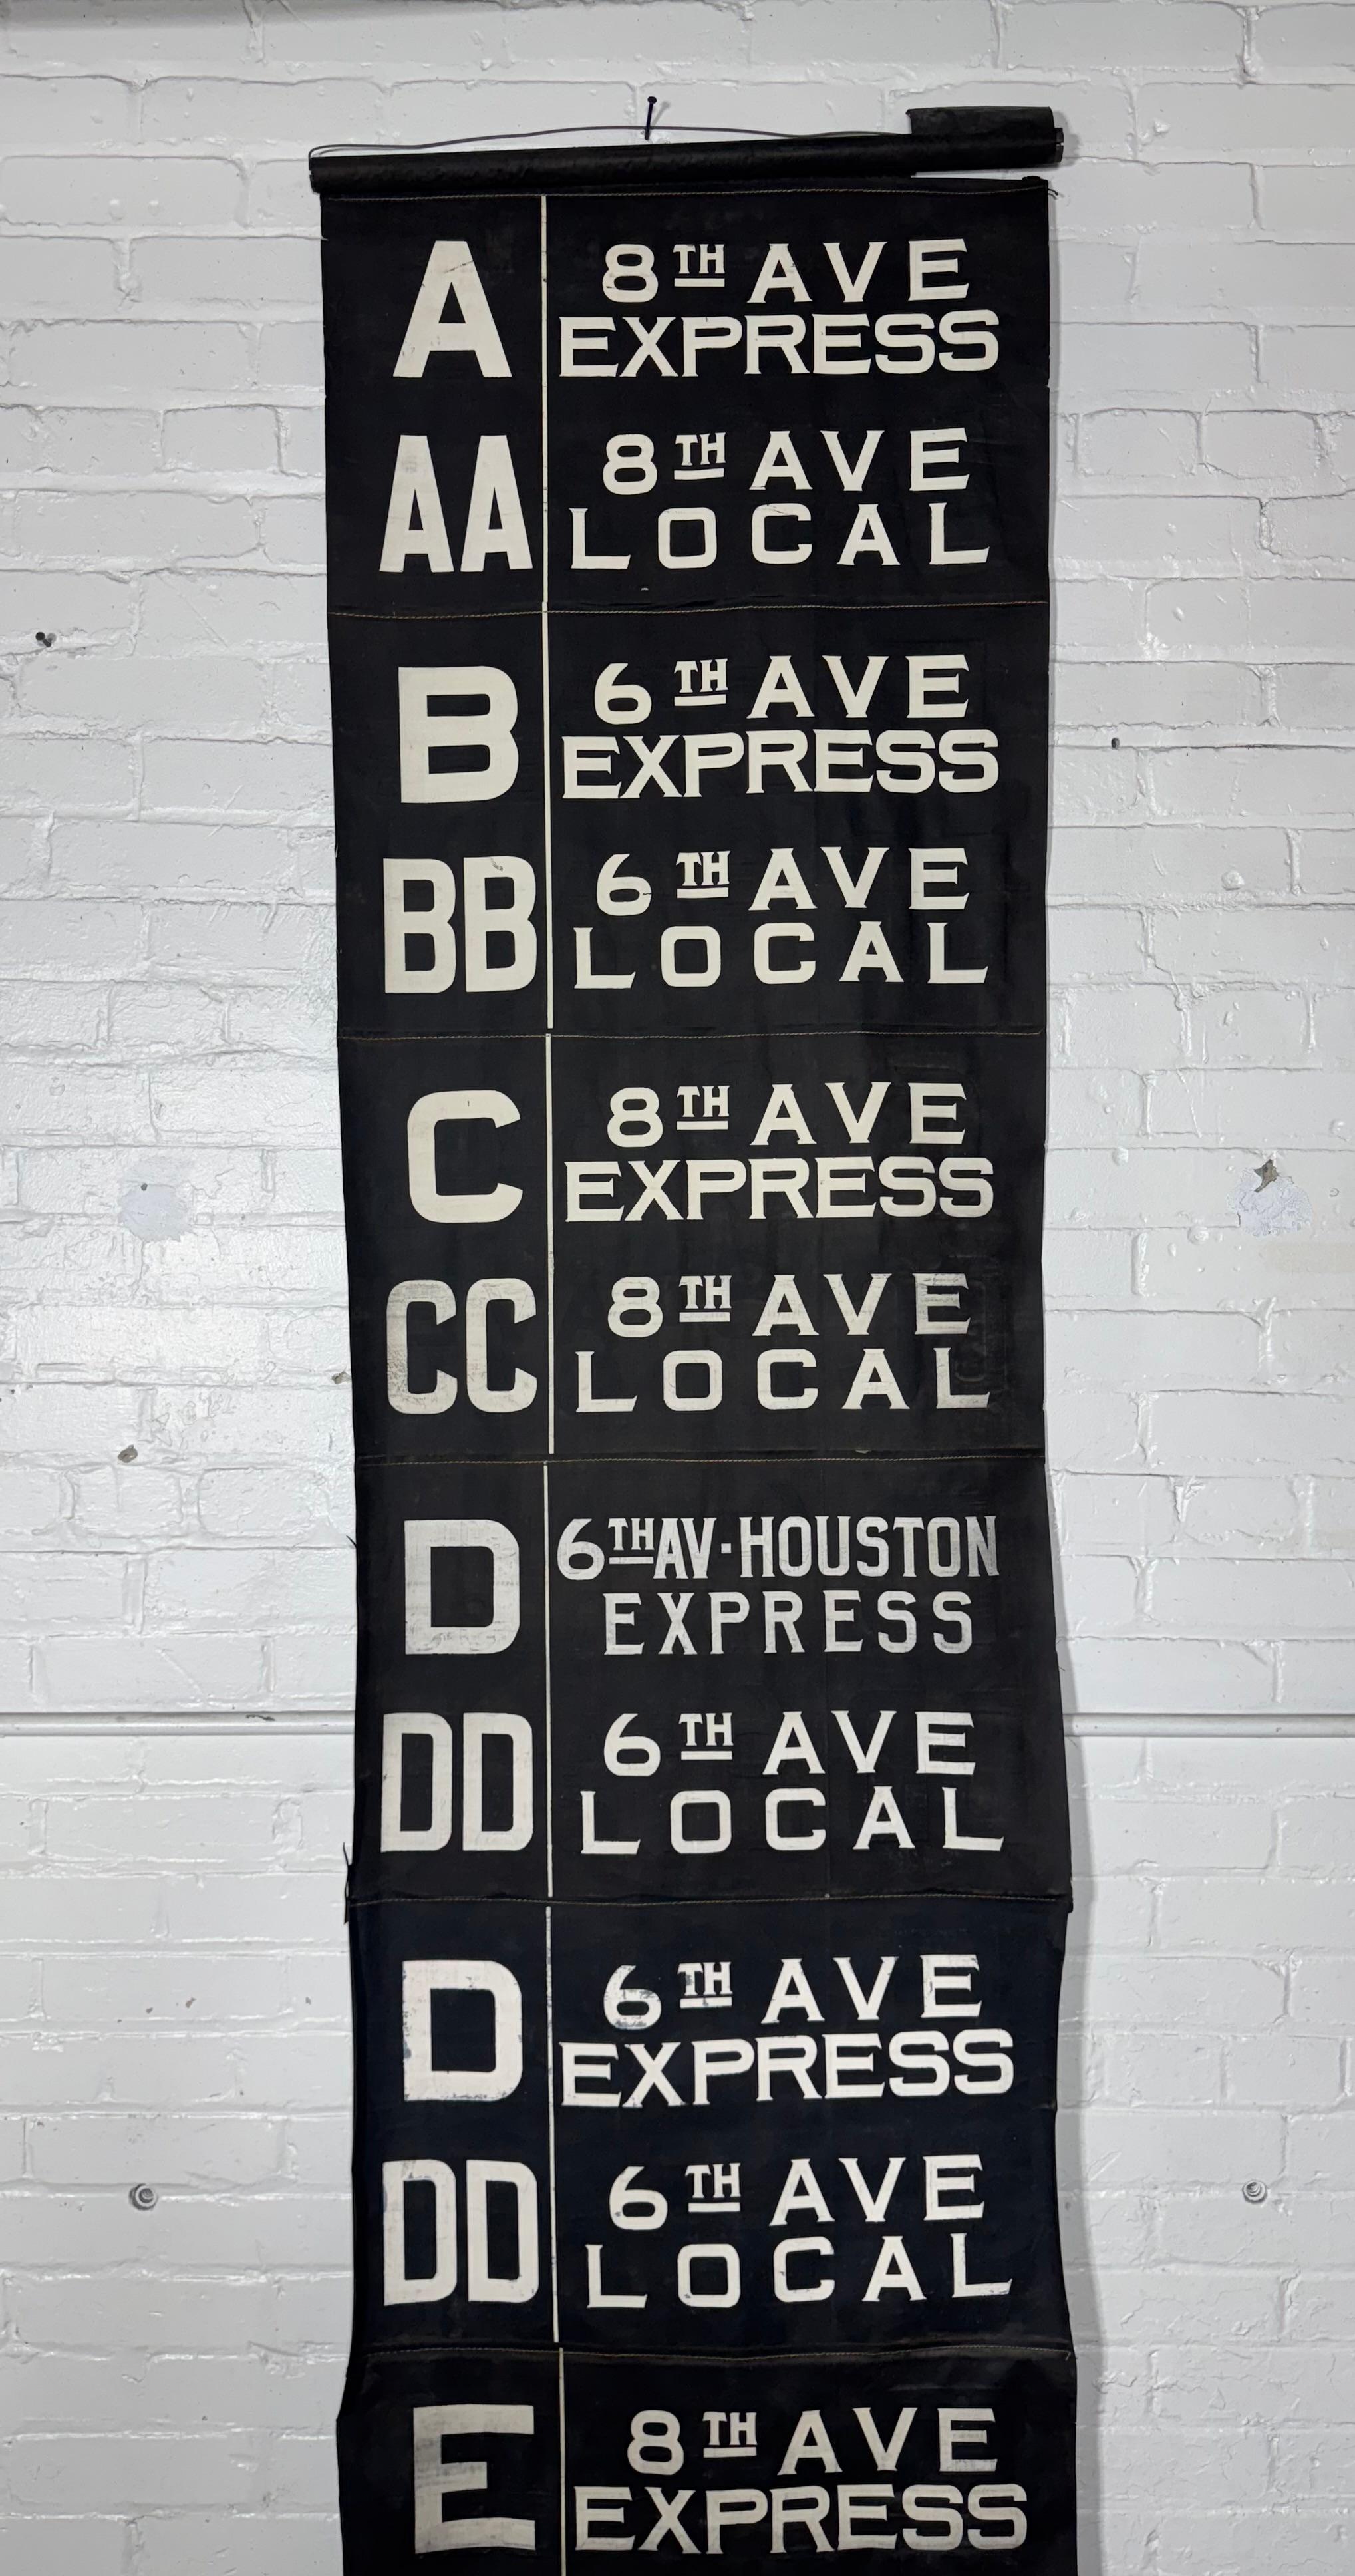 A 8TH AVE
EXPRESS
AA 8TH AVE
LOCAL
B 6TH AVE
EXPRESS
BB 6TH AVE
LOCAL
C 8TH AVE
EXPRESS
CC 8TH AVE
LOCAL
D 6TH AV-HOUSTON
EXPRESS
DD 6TH AVE
LOCAL
D 6TH AVE
EXPRESS
DD 6TH AVE
LOCAL
E 8TH AVE
EXPRESS